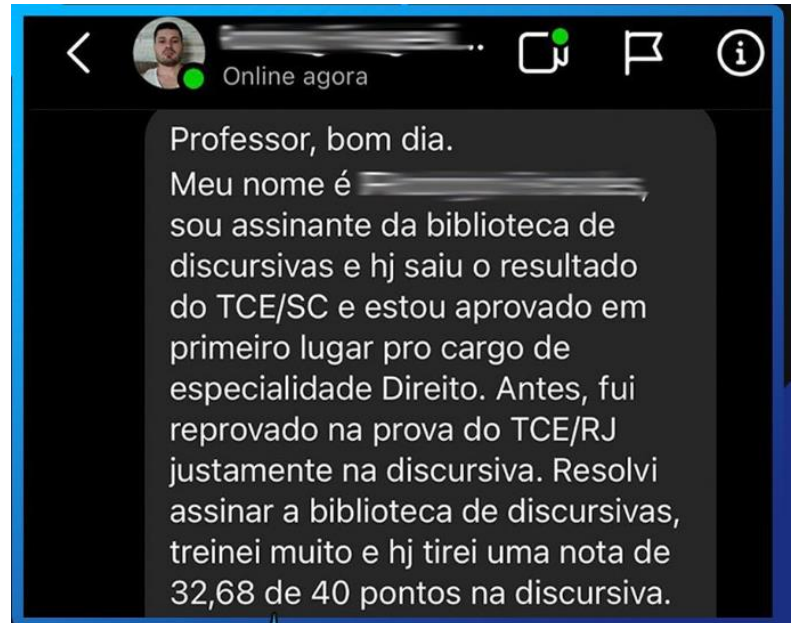 Online agora
Professor, bom dia.
Meu nome é
sou assinante da biblioteca de
discursivas e hj saiu o resultado
do TCE/SC e estou aprovado em
primeiro lugar pro cargo de
especialidade Direito. Antes, fui
reprovado na prova do TCE/RJ
justamente na discursiva. Resolvi
assinar a biblioteca de discursivas,
treinei muito e hj tirei uma nota de
32,68 de 40 pontos na discursiva.